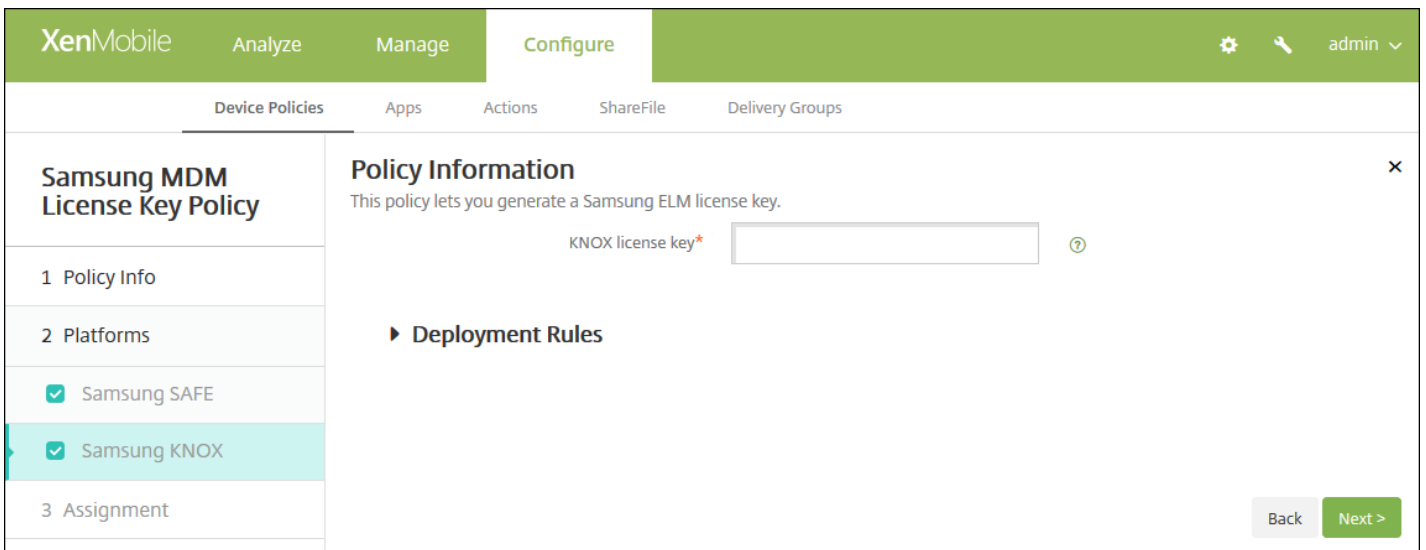 XenMobile Analyze Manage Configure admin
Device Policies Apps Actions ShareFile Delivery Groups
Samsung MDM
License Key Policy
1 Policy Info
2 Platforms
Samsung SAFE
Samsung KNOX
3 Assignment
Policy Information
This policy lets you generate a Samsung ELM license key.
KNOX license key*
?
Deployment Rules
Back Next >